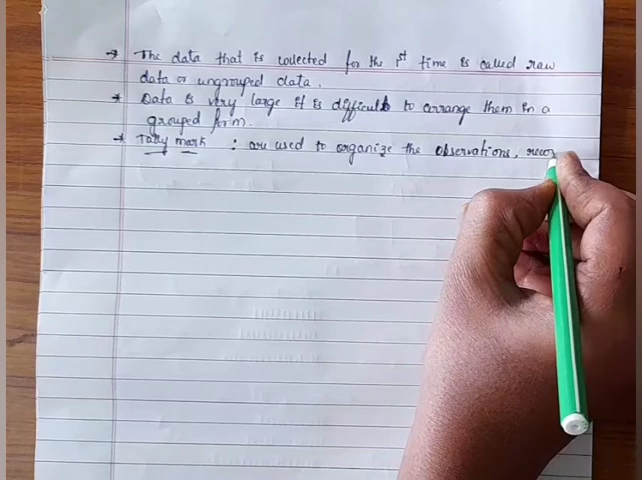 → The data that is collected for the 1st time is called raw
data or ungrouped data.
* Data is very large it is difficult to arrange them in a
grouped form.
* Tally mark : are used to organize the observations, recor